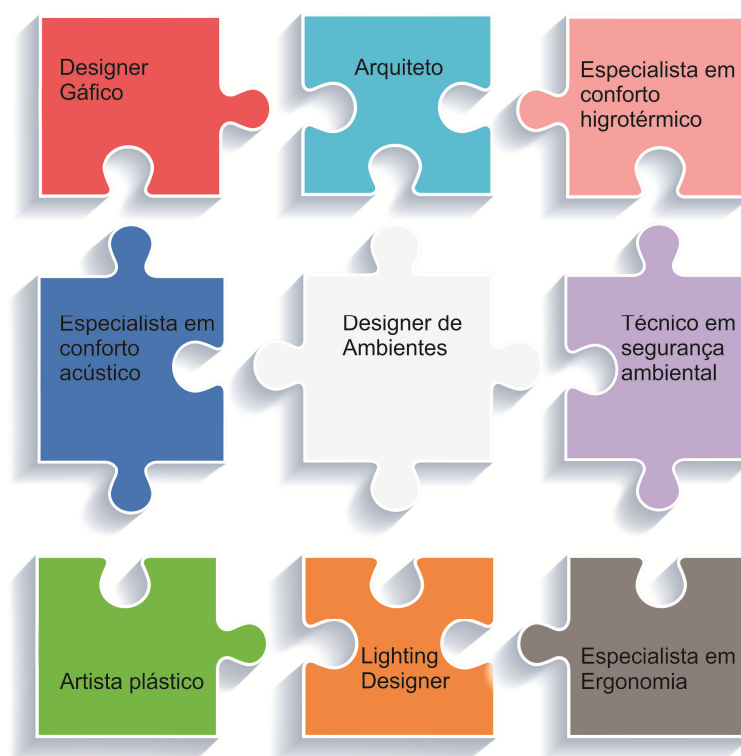 Designer
Gáfico
Arquiteto
Especialista em
conforto
higrotérmico
Especialista em
conforto
acústico
Designer de
Ambientes
Técnico em
segurança
ambiental
Artista plástico
Lighting
Designer
Especialista em
Ergonomia